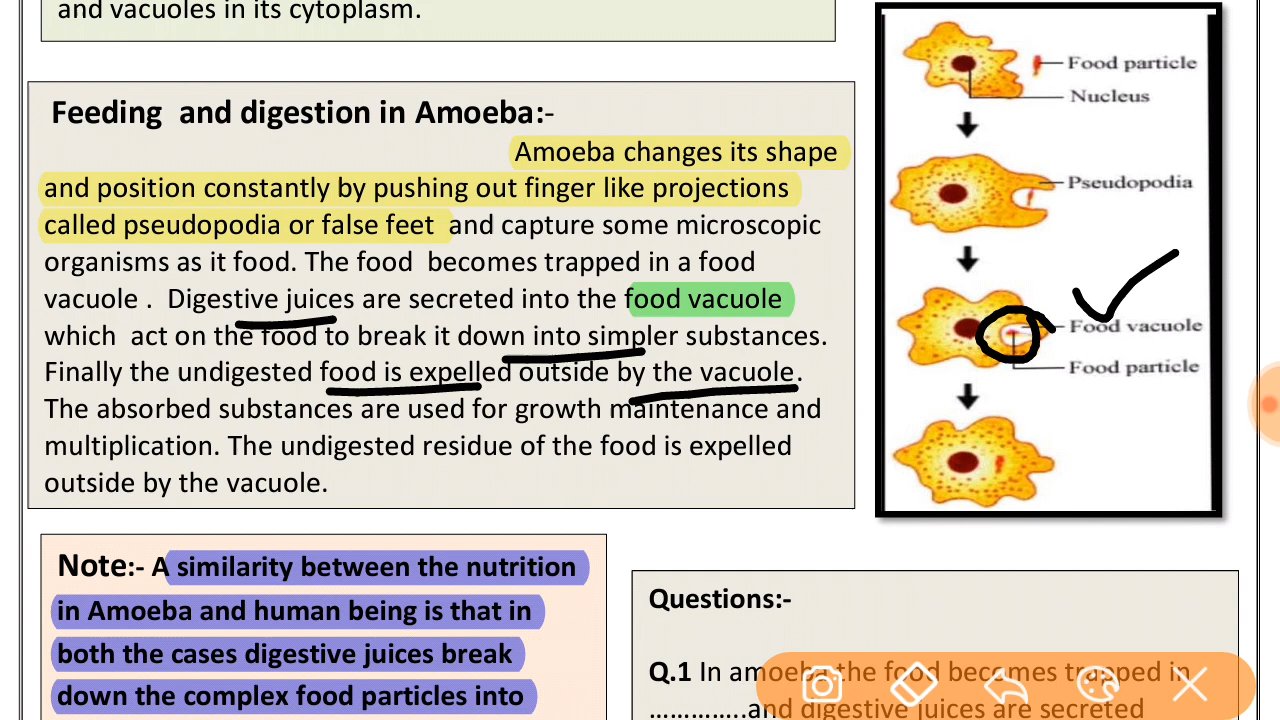 and vacuoles in its cytoplasm.
Feeding and digestion in Amoeba:-
Amoeba changes its shape
and position constantly by pushing out finger like projections
called pseudopodia or false feet and capture some microscopic
organisms as it food. The food becomes trapped in a food
vacuole . Digestive juices are secreted into the food vacuole
which act on the food to break it down into simpler substances.
Finally the undigested food is expelled outside by the vacuole.
The absorbed substances are used for growth maintenance and
multiplication. The undigested residue of the food is expelled
outside by the vacuole.
Food particle
Nucleus
Pseudopodia
Food vacuole
Food particle
Note:- A similarity between the nutrition
in Amoeba and human being is that in
both the cases digestive juices break
down the complex food particles into
Questions:-
Q.1 In amoeba the food becomes trapped in
…………..and digestive juices are secreted